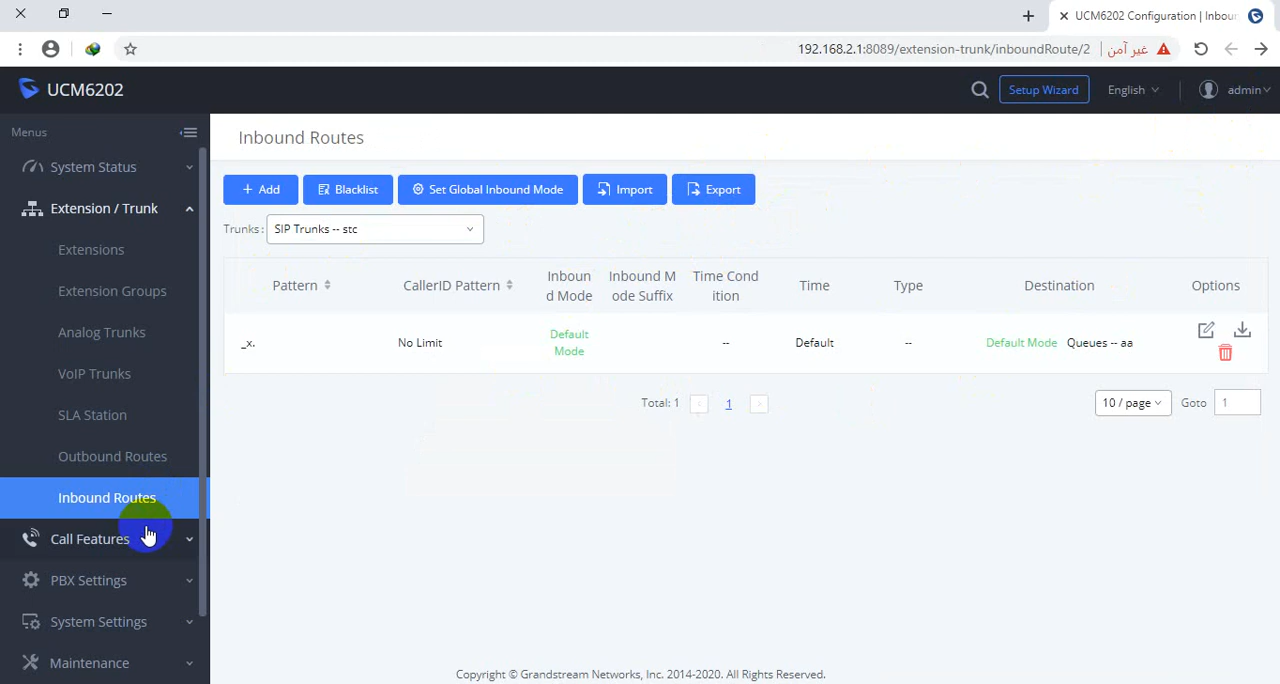 UCM6202 Configuration | Inbour
192.168.2.1:8089/extension-trunk/inboundRoute/2
غير آمن
UCM6202
Setup Wizard
English
admin
Menus
System Status
Extension / Trunk
Extensions
Extension Groups
Analog Trunks
VoIP Trunks
SLA Station
Outbound Routes
Inbound Routes
Call Features
PBX Settings
System Settings
Maintenance
Inbound Routes
+ Add
Blacklist
Set Global Inbound Mode
Import
Export
Trunks :
SIP Trunks -- stc
Pattern
CallerID Pattern
Inboun
d Mode
Inbound M
ode Suffix
Time Cond
ition
Time
Type
Destination
Options
_x.
No Limit
Default
Mode
--
Default
--
Default Mode Queues -- aa
Total: 1
<
1
>
10 / page
Goto
1
Copyright © Grandstream Networks, Inc. 2014-2020. All Rights Reserved.